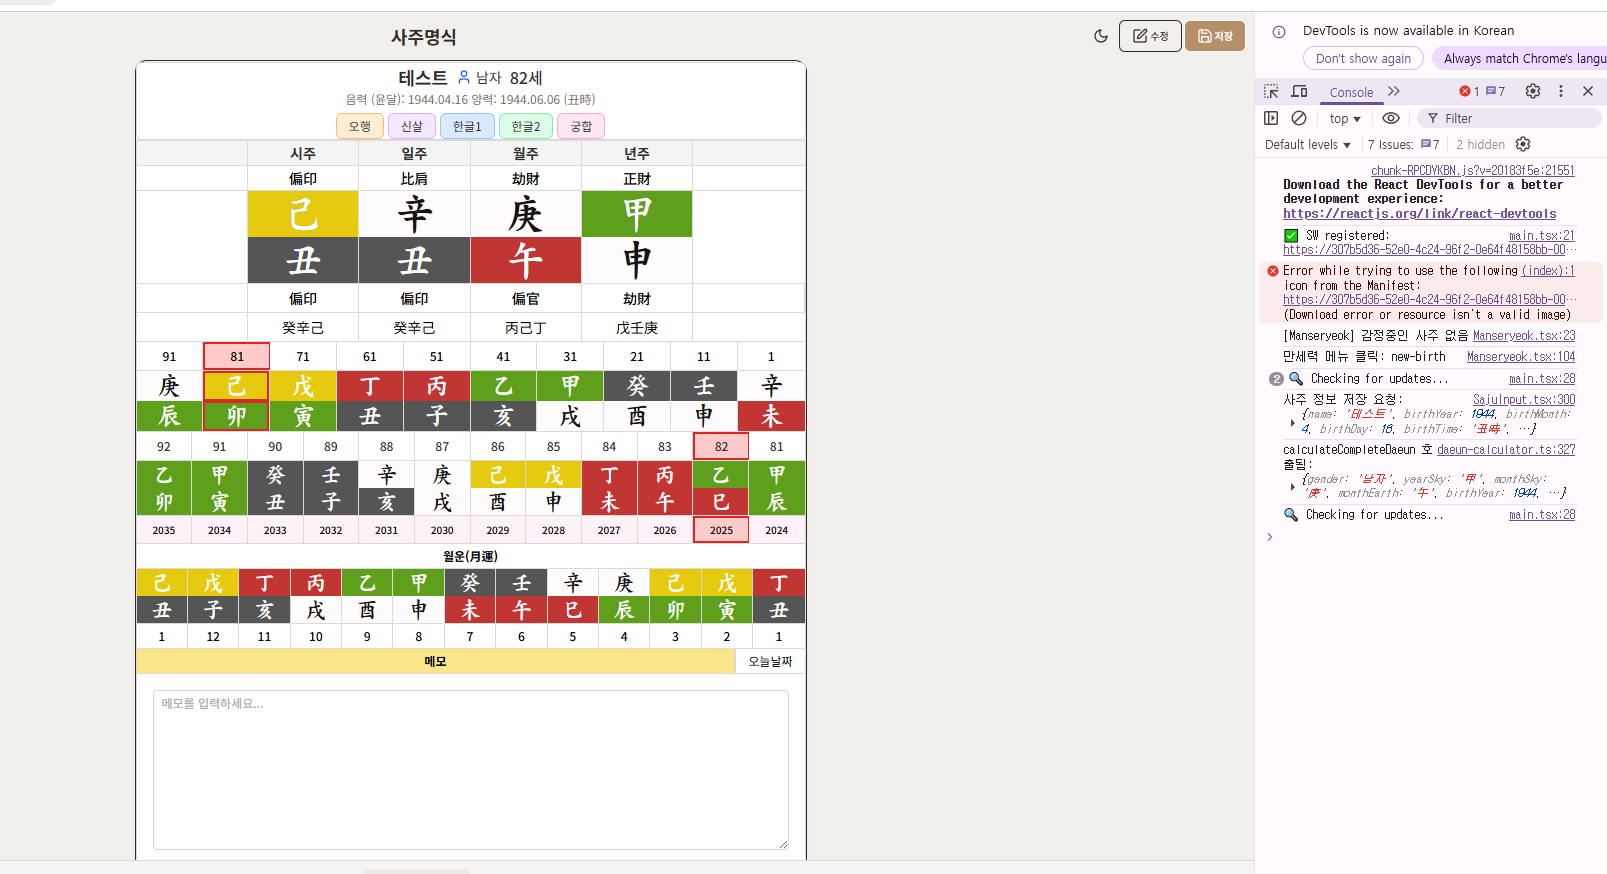 사주명식
수정
저장
테스트 남자 82세
음력 (윤달): 1944.04.16 양력: 1944.06.06 (丑時)
오행 신살 한글1 한글2 궁합
시주 일주 월주 년주
偏印 比肩 劫財 正財
己 辛 庚 甲
丑 丑 午 申
偏印 偏印 偏官 劫財
癸辛己 癸辛己 丙己丁 戊壬庚
91 81 71 61 51 41 31 21 11 1
庚 己 戊 丁 丙 乙 甲 癸 壬 辛
辰 卯 寅 丑 子 亥 戌 酉 申 未
92 91 90 89 88 87 86 85 84 83 82 81
乙 甲 癸 壬 辛 庚 己 戊 丁 丙 乙 甲
卯 寅 丑 子 亥 戌 酉 申 未 午 巳 辰
2035 2034 2033 2032 2031 2030 2029 2028 2027 2026 2025 2024
월운(月運)
己 戊 丁 丙 乙 甲 癸 壬 辛 庚 己 戊 丁
丑 子 亥 戌 酉 申 未 午 巳 辰 卯 寅 丑
1 12 11 10 9 8 7 6 5 4 3 2 1
메모 오늘날짜
메모를 입력하세요...
DevTools is now available in Korean
Don't show again Always match Chrome's langu
Console 1 7
top Filter
Default levels 7 Issues: 7 2 hidden
chunk-RPCDYKBN.js?v=20183f5e:21551
Download the React DevTools for a better
development experience:
https://reactjs.org/link/react-devtools
SW registered: main.tsx:21
https://307b5d36-52e0-4c24-96f2-0e64f48158bb-00…
Error while trying to use the following (index):1
icon from the Manifest:
https://307b5d36-52e0-4c24-96f2-0e64f48158bb-00…
(Download error or resource isn't a valid image)
[Manseryeok] 감정중인 사주 없음 Manseryeok.tsx:23
만세력 메뉴 클릭: new-birth Manseryeok.tsx:104
2 Checking for updates... main.tsx:28
사주 정보 저장 요청: SajuInput.tsx:300
{name: '테스트', birthYear: 1944, birthMonth:
4, birthDay: 16, birthTime: '丑時', …}
calculateCompleteDaeun 호 daeun-calculator.ts:327
출됨:
{gender: '남자', yearSky: '甲', monthSky:
'庚', monthEarth: '午', birthYear: 1944, …}
Checking for updates... main.tsx:28